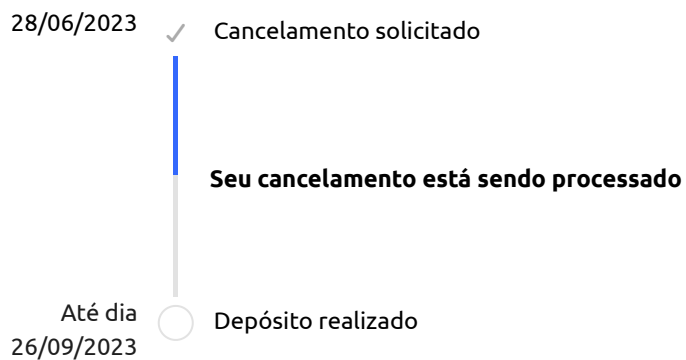 28/06/2023 Cancelamento solicitado
Seu cancelamento está sendo processado
Até dia
26/09/2023
Depósito realizado